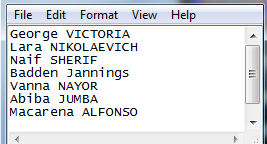 File Edit Format View Help
George VICTORIA
Lara NIKOLAEVICH
Naif SHERIF
Badden Jannings
Vanna NAYOR
Abiba JUMBA
Macarena ALFONSO